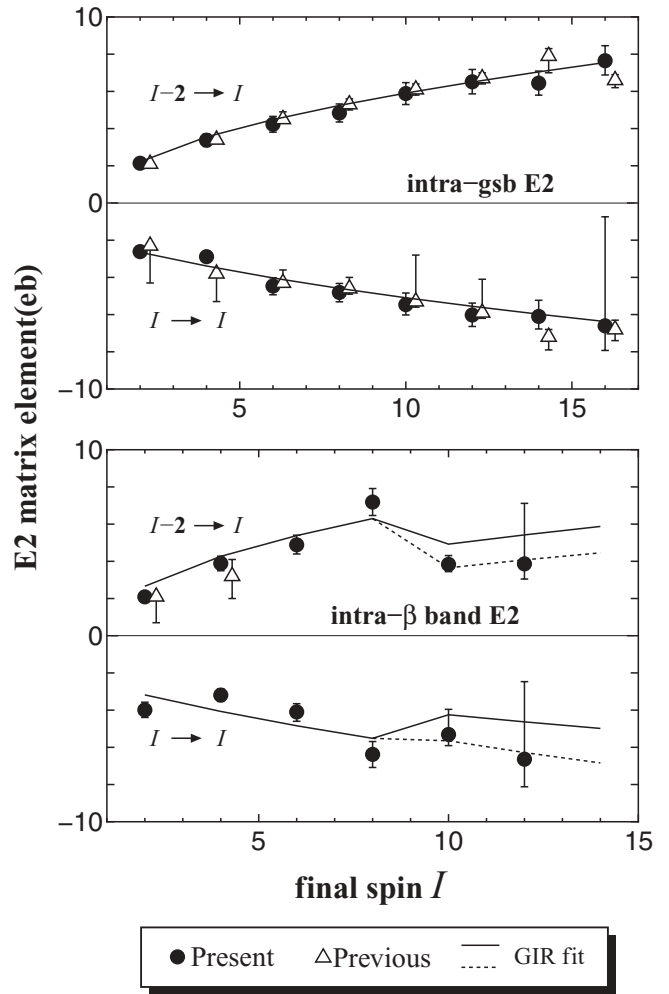 E2 matrix element(eb)
10
I−2 → I
intra−gsb E2
0
I → I
−10
5 10 15
10
I−2 → I
intra−β band E2
0
I → I
−10
5 10 15
final spin I
Present Previous GIR fit